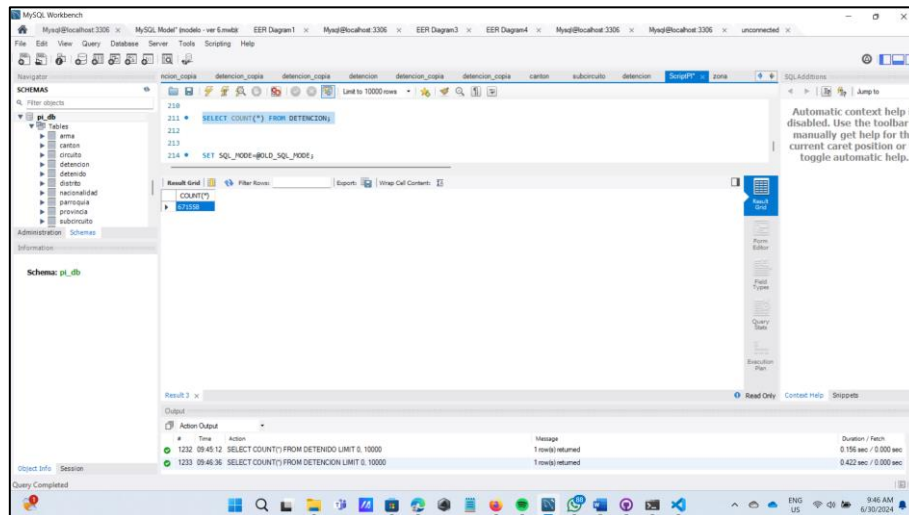 MySQL Workbench
Mysql@localhost:3306 × MySQL Model* (modelo - ver 6.mwb)× EER Diagram1 × Mysql@localhost:3306 × EER Diagram3 × EER Diagram4 × Mysql@localhost:3306 × Mysql@localhost:3306 × unconnected ×
File Edit View Query Database Server Tools Scripting Help
Navigator
SCHEMAS
Filter objects
pi_db
Tables
arma
canton
circuito
detencion
detenido
distrito
nacionalidad
parroquia
provincia
subcircuito
Administration Schemas
Information
Schema: pi_db
Object Info Session
ncion_copia detencion_copia detencion_copia detencion detencion_copia detencion_copia canton subcircuito detencion ScriptPI* × zona
Limit to 10000 rows
210
211 SELECT COUNT(*) FROM DETENCION;
212
213
214 SET SQL_MODE=@OLD_SQL_MODE;
Result Grid Filter Rows: Export: Wrap Cell Content:
COUNT(*)
671558
Result Grid
Form Editor
Field Types
Query Stats
Execution Plan
Result 3 × Read Only
SQLAdditions
Jump to
Automatic context help i
disabled. Use the toolbar
manually get help for th
current caret position or
toggle automatic help.
Context Help Snippets
Output
Action Output
# Time Action Message Duration / Fetch
1232 09:45:12 SELECT COUNT(*) FROM DETENIDO LIMIT 0, 10000 1 row(s) returned 0.156 sec / 0.000 sec
1233 09:46:36 SELECT COUNT(*) FROM DETENCION LIMIT 0, 10000 1 row(s) returned 0.422 sec / 0.000 sec
Query Completed
ENG
US
9:46 AM
6/30/2024